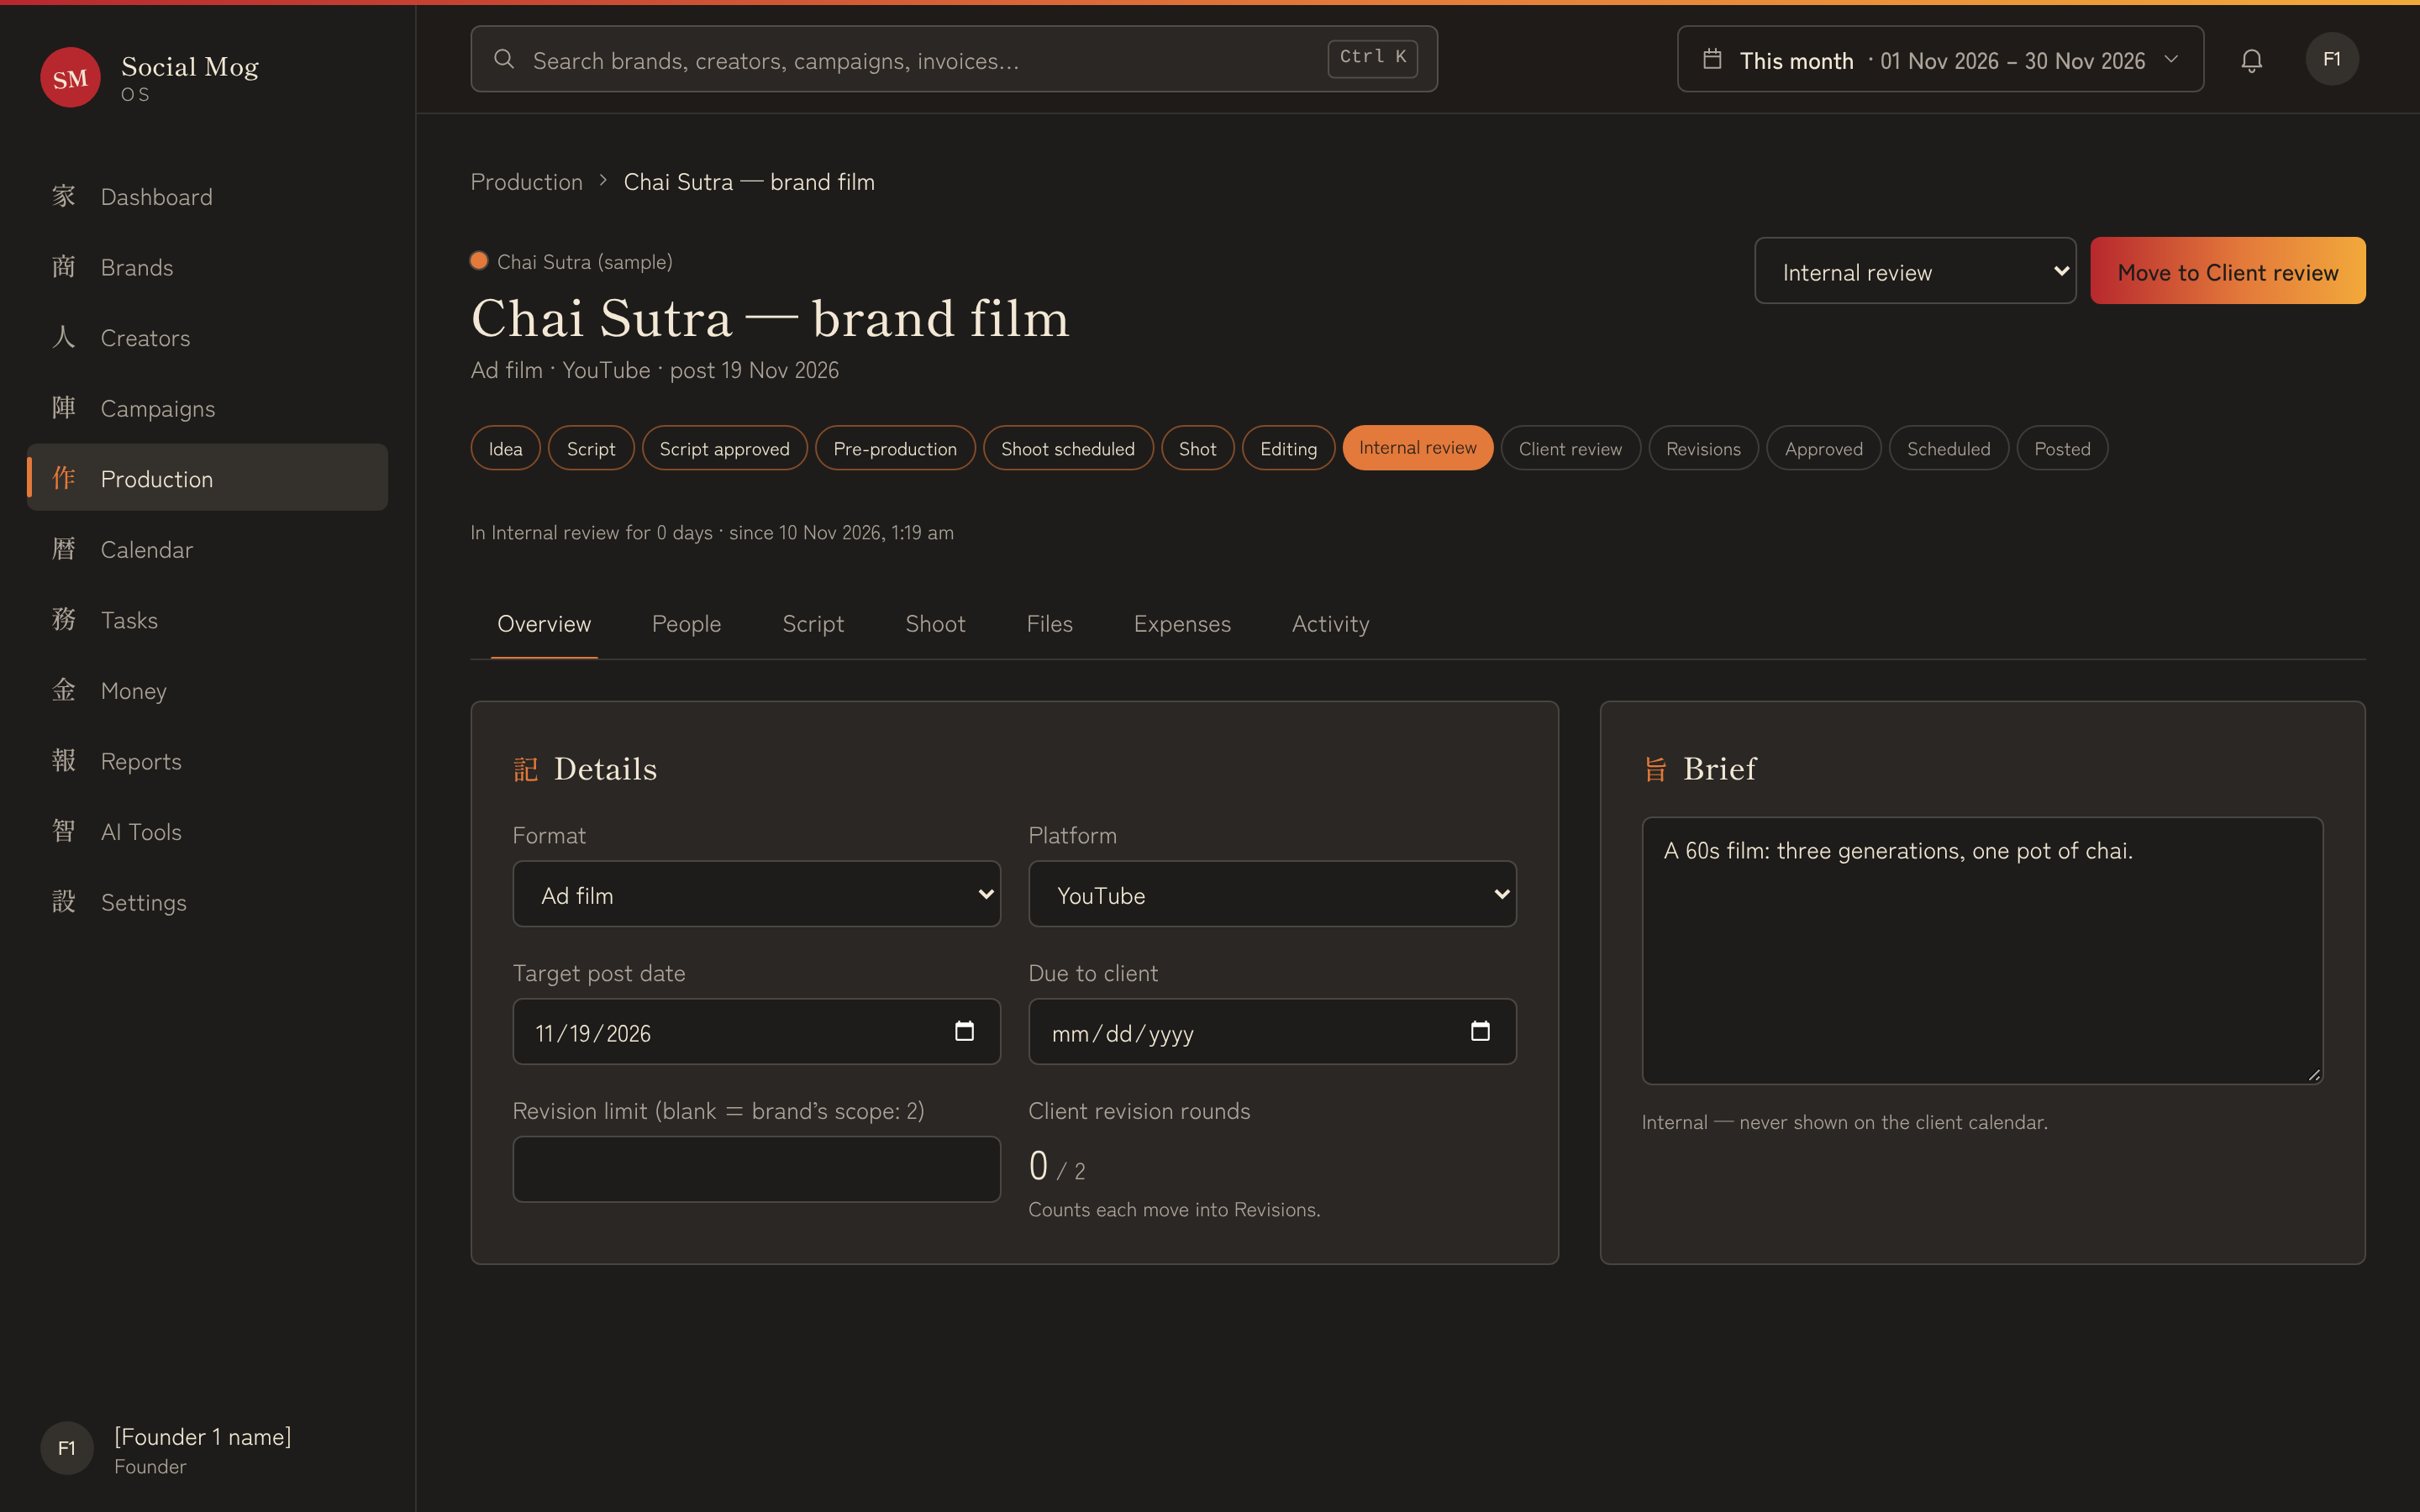 SM
Social Mog
OS
家 Dashboard
商 Brands
人 Creators
陣 Campaigns
作 Production
暦 Calendar
務 Tasks
金 Money
報 Reports
智 AI Tools
設 Settings
F1
[Founder 1 name]
Founder
Search brands, creators, campaigns, invoices...
Ctrl K
This month · 01 Nov 2026 – 30 Nov 2026
F1
Production > Chai Sutra — brand film
Chai Sutra (sample)
Chai Sutra — brand film
Ad film · YouTube · post 19 Nov 2026
Internal review
Move to Client review
Idea Script Script approved Pre-production Shoot scheduled Shot Editing Internal review Client review Revisions Approved Scheduled Posted
In Internal review for 0 days · since 10 Nov 2026, 1:19 am
Overview People Script Shoot Files Expenses Activity
記 Details
Format
Ad film
Platform
YouTube
Target post date
11/19/2026
Due to client
mm/dd/yyyy
Revision limit (blank = brand's scope: 2)
Client revision rounds
0 / 2
Counts each move into Revisions.
旨 Brief
A 60s film: three generations, one pot of chai.
Internal — never shown on the client calendar.